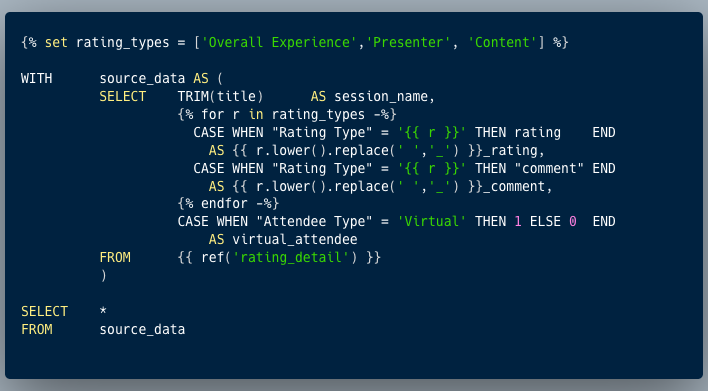 {% set rating_types = ['Overall Experience','Presenter', 'Content'] %}
WITH source_data AS (
SELECT TRIM(title) AS session_name,
{% for r in rating_types -%}
CASE WHEN "Rating Type" = '{{ r }}' THEN rating END
AS {{ r.lower().replace(' ','_') }}_rating,
CASE WHEN "Rating Type" = '{{ r }}' THEN "comment" END
AS {{ r.lower().replace(' ','_') }}_comment,
{% endfor -%}
CASE WHEN "Attendee Type" = 'Virtual' THEN 1 ELSE 0 END
AS virtual_attendee
FROM {{ ref('rating_detail') }}
)
SELECT *
FROM source_data